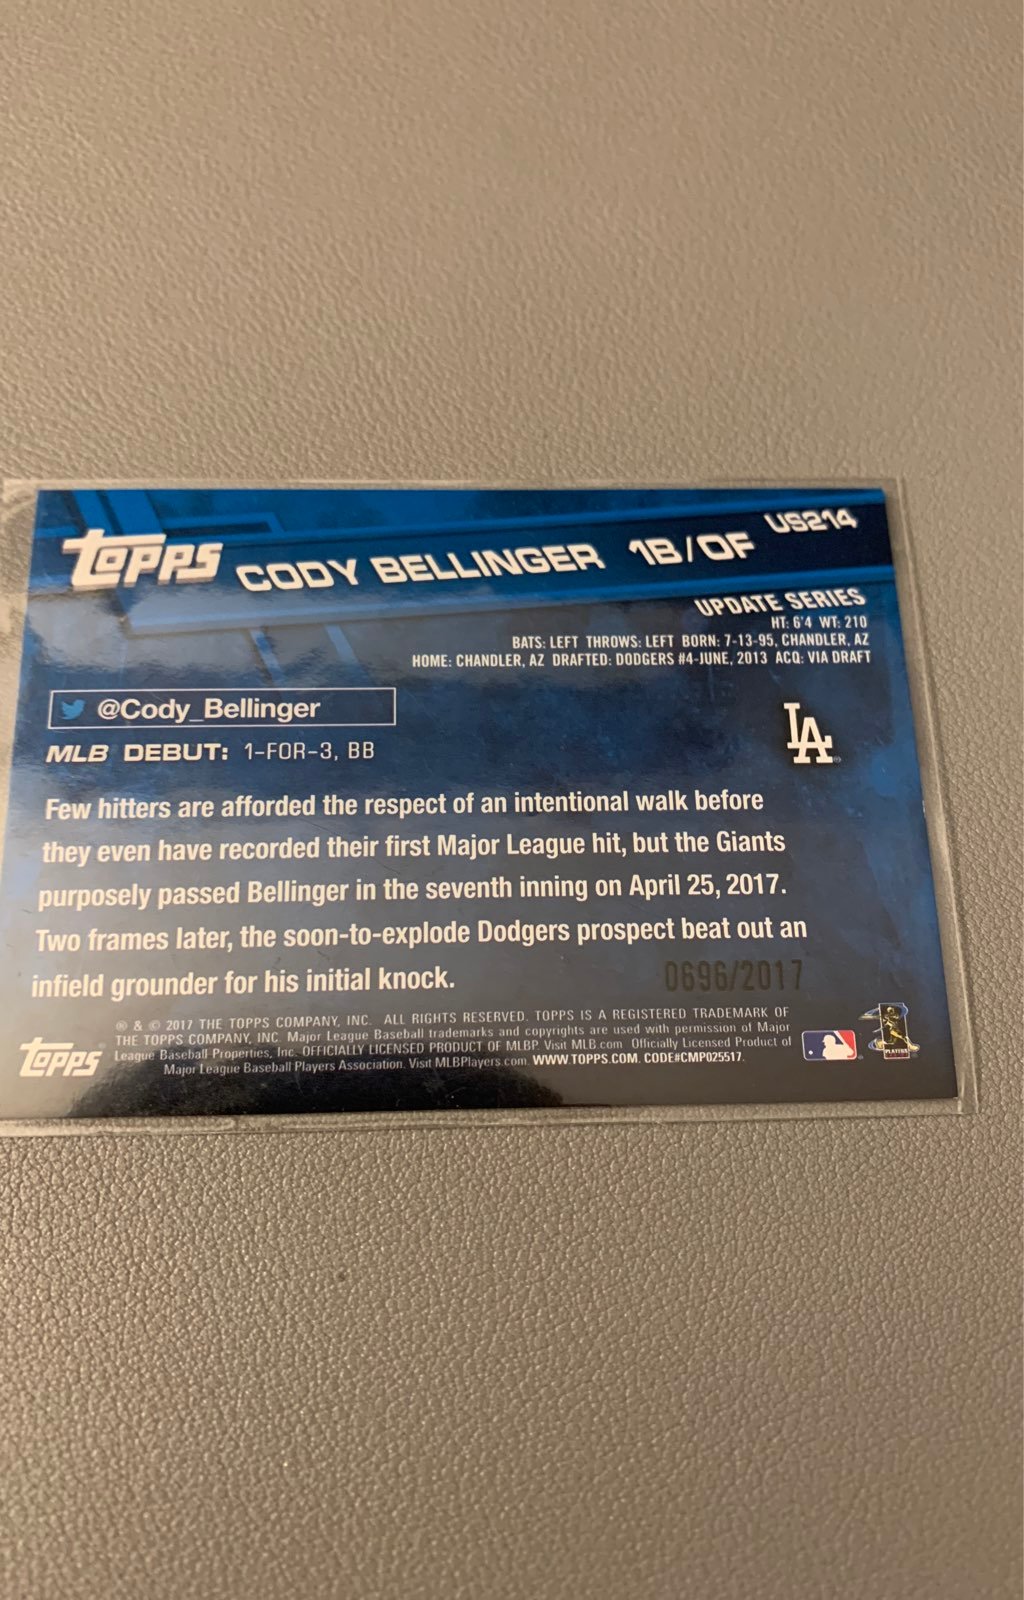 TOPPS CODY BELLINGER 1B/OF US214
UPDATE SERIES
HT: 6'4 WT: 210
BATS: LEFT THROWS: LEFT BORN: 7-13-95, CHANDLER, AZ
HOME: CHANDLER, AZ DRAFTED: DODGERS #4-JUNE, 2013 ACQ: VIA DRAFT
@Cody_Bellinger
LA
MLB DEBUT: 1-FOR-3, BB
Few hitters are afforded the respect of an intentional walk before
they even have recorded their first Major League hit, but the Giants
purposely passed Bellinger in the seventh inning on April 25, 2017.
Two frames later, the soon-to-explode Dodgers prospect beat out an
infield grounder for his initial knock.
0696/2017
® & © 2017 THE TOPPS COMPANY, INC. ALL RIGHTS RESERVED. TOPPS IS A REGISTERED TRADEMARK OF
THE TOPPS COMPANY, INC. Major League Baseball trademarks and copyrights are used with permission of Major
League Baseball Properties, Inc. OFFICIALLY LICENSED PRODUCT OF MLBP. Visit MLB.com Officially Licensed Product of
Major League Baseball Players Association. Visit MLBPlayers.com. WWW.TOPPS.COM. CODE#CMP025517.
TOPPS
PLAYERS